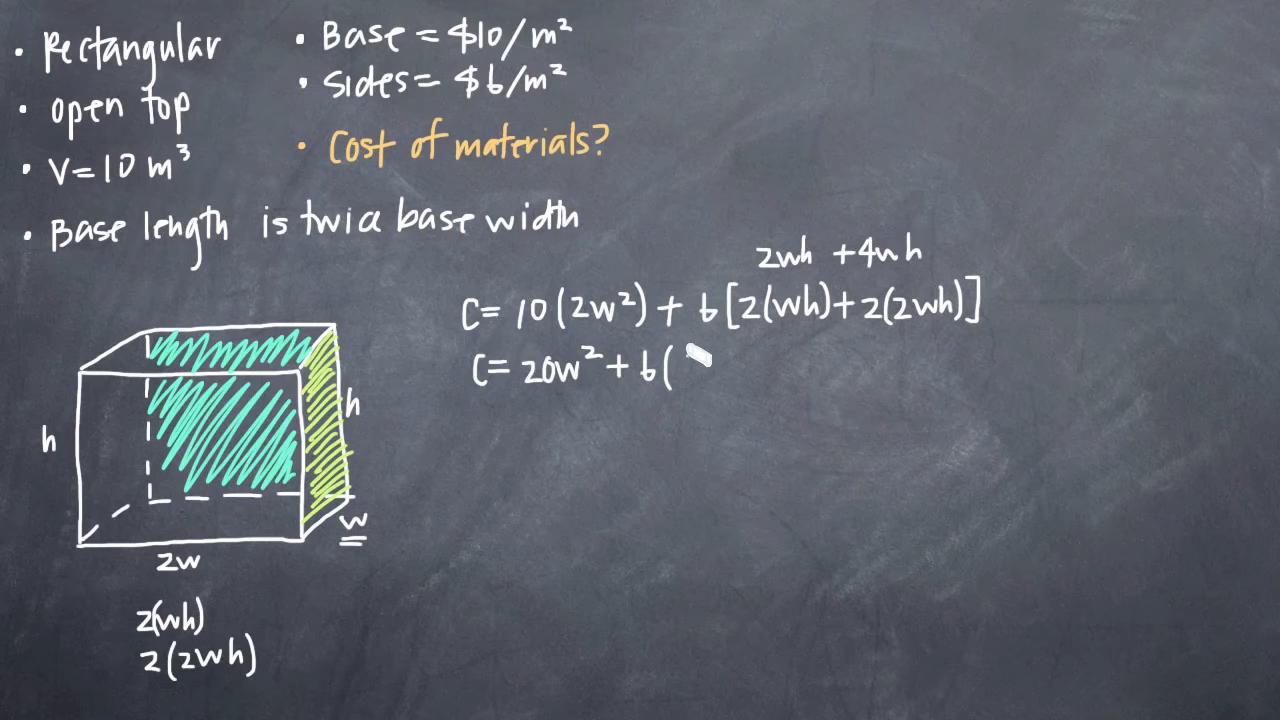 • Rectangular
• open top
• V = 10 m³
• Base length is twice base width
• Base = $10/m²
• Sides = $6/m²
• Cost of materials?
2wh + 4wh
C = 10(2w²) + 6[2(wh) + 2(2wh)]
C = 20w² + 6(
h
h
w
2w
2(wh)
2(2wh)